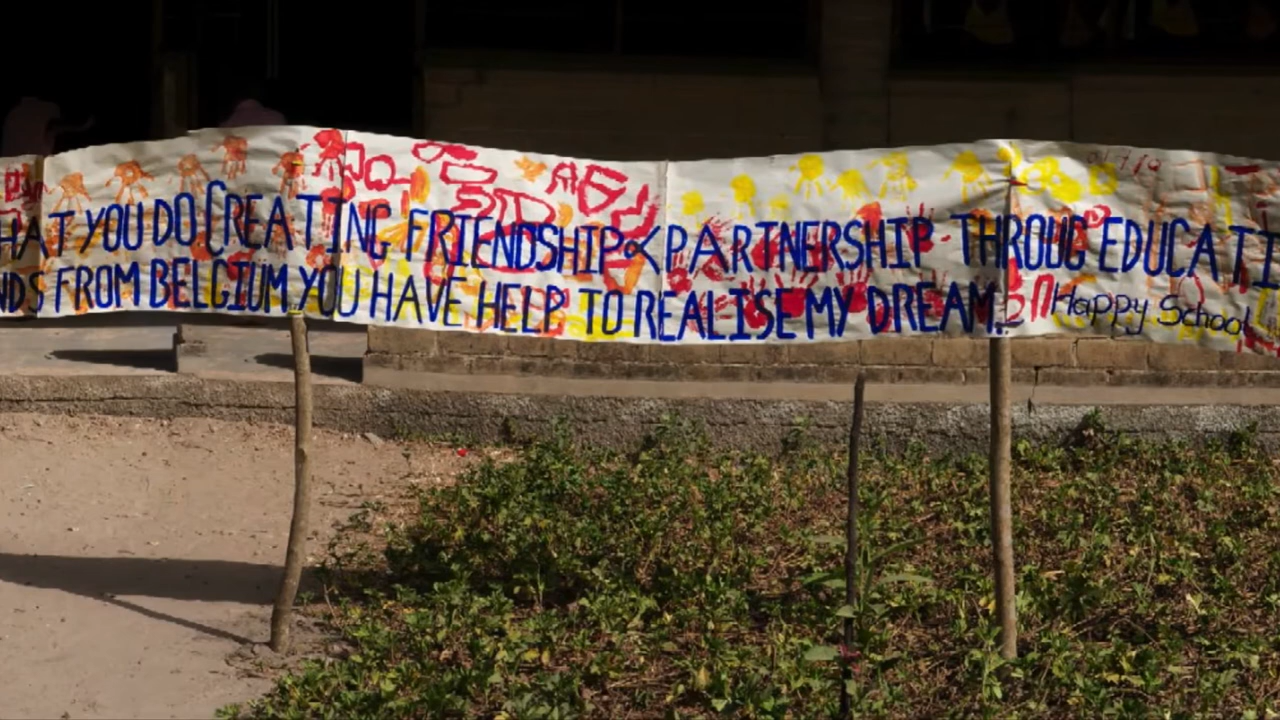 HAT YOU DO CREATING FRIENDSHIP & PARTNERSHIP THROUG EDUCATI
NDS FROM BELGIUM YOU HAVE HELP TO REALISE MY DREAM.
Happy School